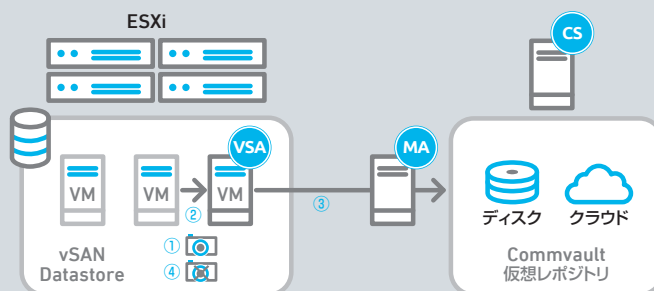 ESXi
CS
VSA
MA
VM
VM
VM
②
③
①
④
vSAN
Datastore
ディスク
クラウド
Commvault
仮想レポジトリ